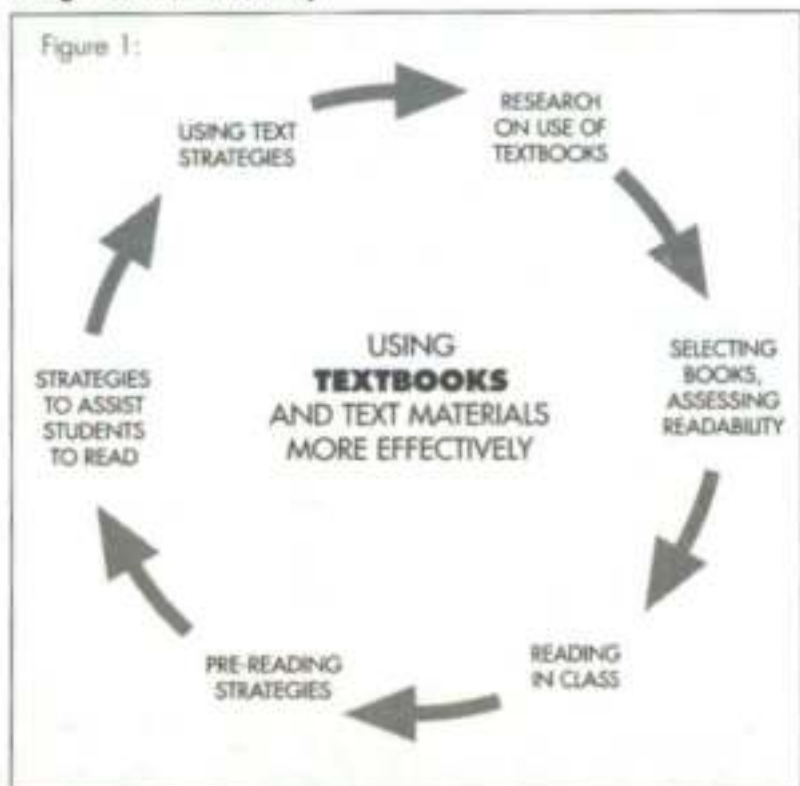 Figure 1:
USING TEXT
STRATEGIES
RESEARCH
ON USE OF
TEXTBOOKS
SELECTING
BOOKS,
ASSESSING
READABILITY
READING
IN CLASS
PRE-READING
STRATEGIES
STRATEGIES
TO ASSIST
STUDENTS
TO READ
USING
TEXTBOOKS
AND TEXT MATERIALS
MORE EFFECTIVELY